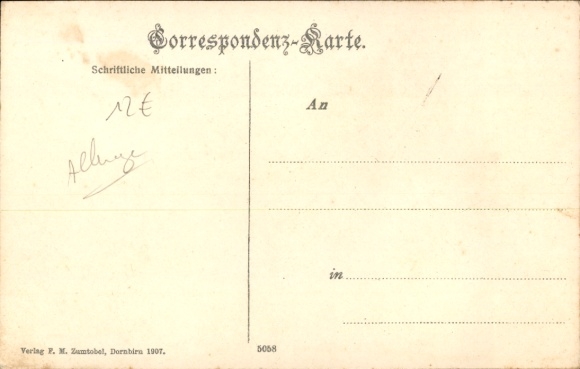 Correspondenz-Karte.
Schriftliche Mitteilungen:
12 €
An
in
Verlag F. M. Zumtobel, Dornbirn 1907.
5058